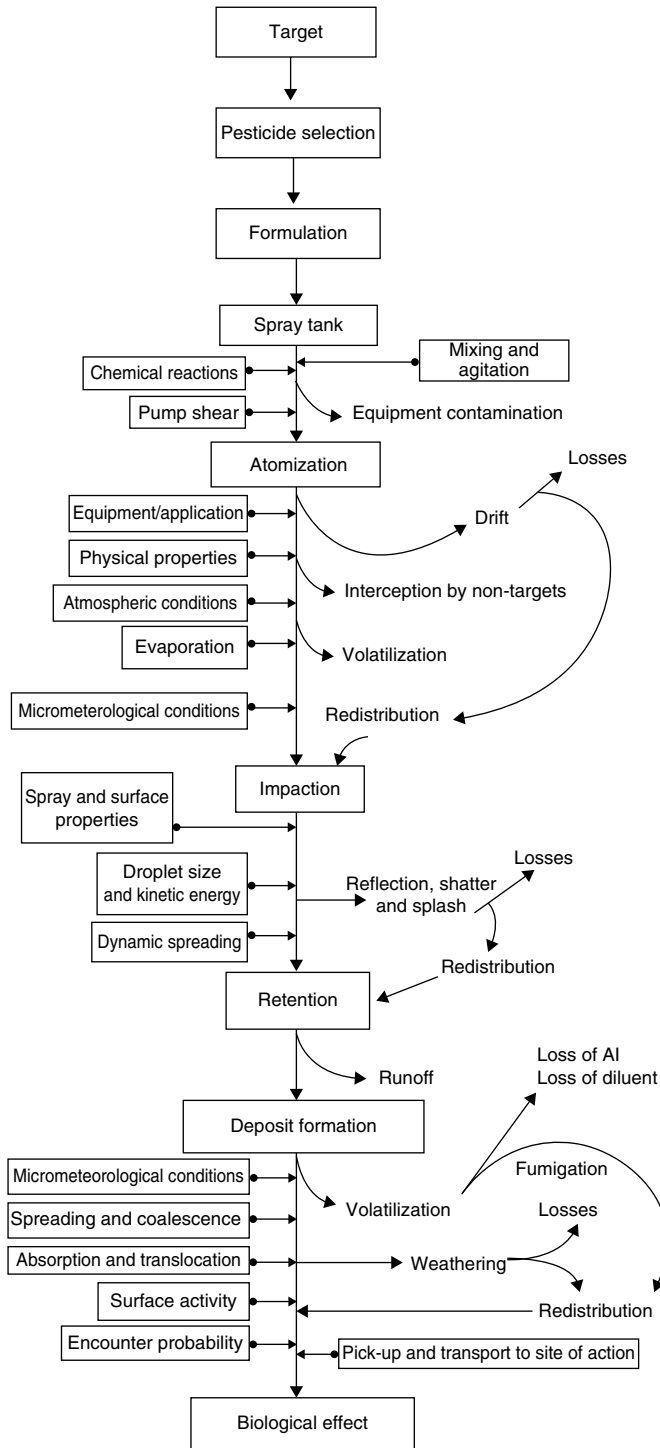 Target
Pesticide selection
Formulation
Spray tank
Mixing and
agitation
Chemical reactions
Pump shear
Equipment contamination
Atomization
Losses
Equipment/application
Drift
Physical properties
Interception by non-targets
Atmospheric conditions
Evaporation
Volatilization
Micrometerological conditions
Redistribution
Impaction
Spray and surface
properties
Droplet size
and kinetic energy
Reflection, shatter
and splash
Losses
Dynamic spreading
Redistribution
Retention
Runoff
Loss of AI
Loss of diluent
Deposit formation
Micrometeorological conditions
Fumigation
Spreading and coalescence
Volatilization
Losses
Absorption and translocation
Weathering
Surface activity
Redistribution
Encounter probability
Pick-up and transport to site of action
Biological effect